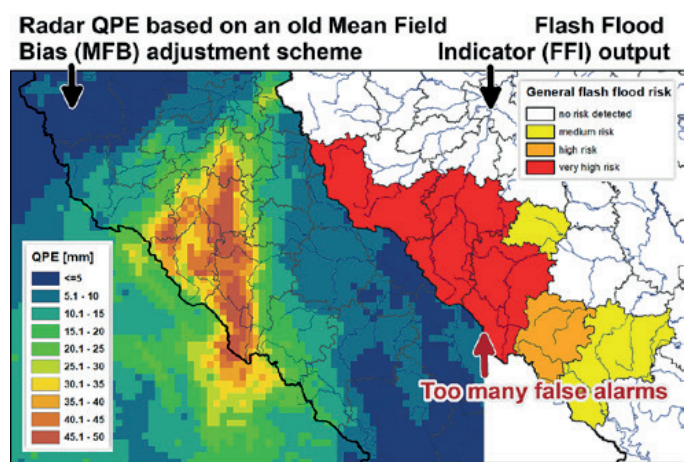 Radar QPE based on an old Mean Field
Bias (MFB) adjustment scheme
Flash Flood
Indicator (FFI) output
General flash flood risk
no risk detected
medium risk
high risk
very high risk
QPE [mm]
<=5
5.1 - 10
10.1 - 15
15.1 - 20
20.1 - 25
25.1 - 30
30.1 - 35
35.1 - 40
40.1 - 45
45.1 - 50
Too many false alarms